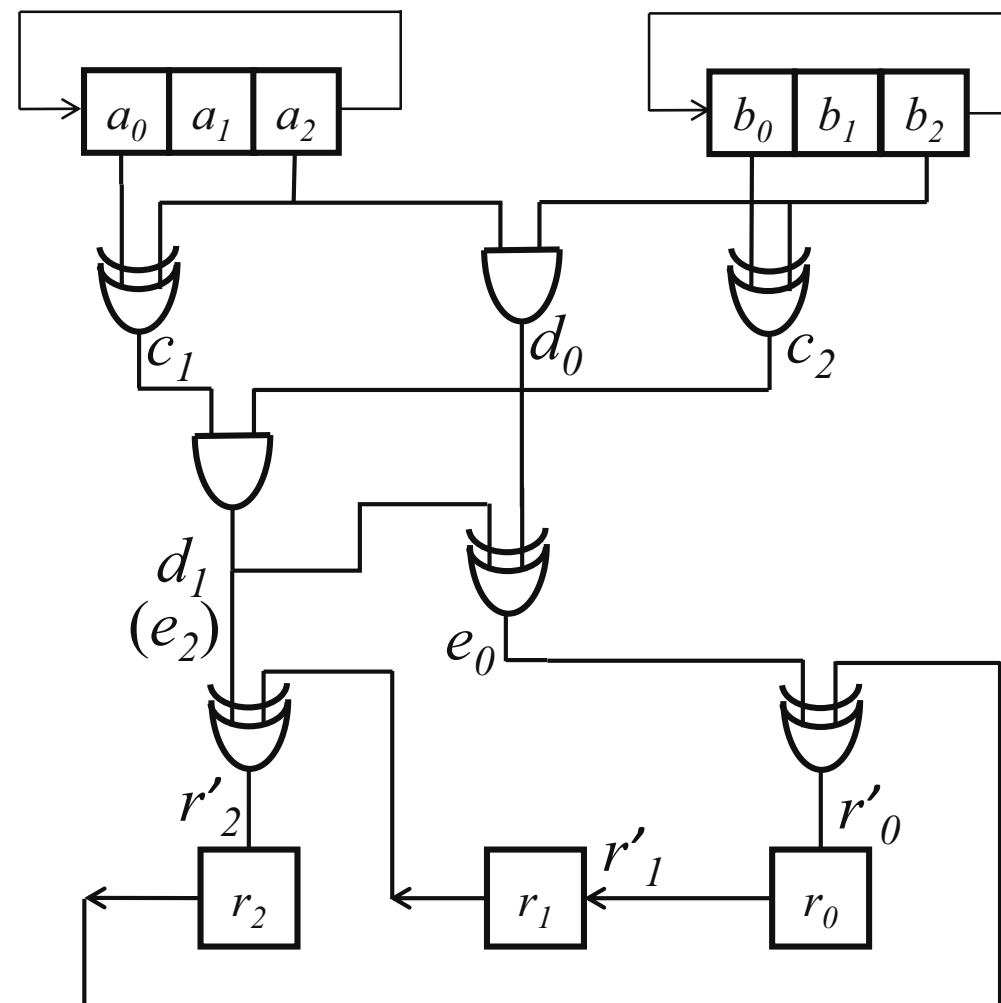 a₀ a₁ a₂
b₀ b₁ b₂
c₁
d₀
c₂
d₁
(e₂)
e₀
r'₂
r'₁
r'₀
r₂
r₁
r₀